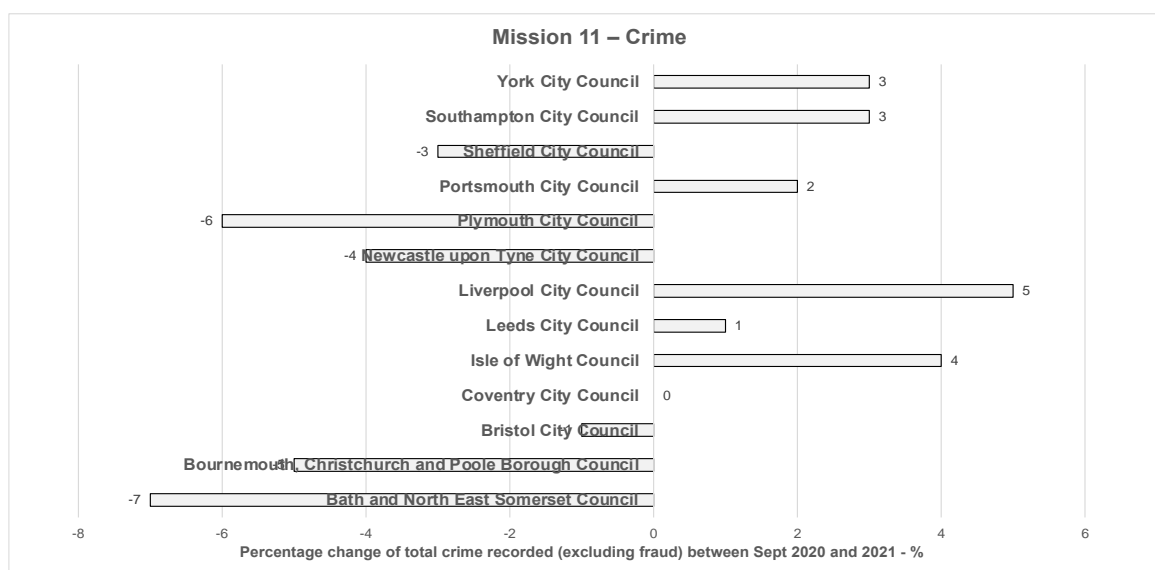 Mission 11 – Crime
York City Council 3
Southampton City Council 3
-3 Sheffield City Council
Portsmouth City Council 2
-6 Plymouth City Council
-4 Newcastle upon Tyne City Council
Liverpool City Council 5
Leeds City Council 1
Isle of Wight Council 4
Coventry City Council 0
-1 Bristol City Council
-5 Bournemouth, Christchurch and Poole Borough Council
-7 Bath and North East Somerset Council
-8 -6 -4 -2 0 2 4 6
Percentage change of total crime recorded (excluding fraud) between Sept 2020 and 2021 - %